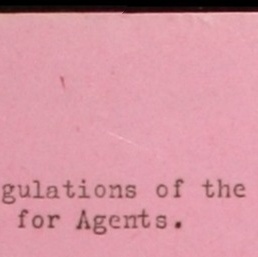 gulations of the
for Agents.